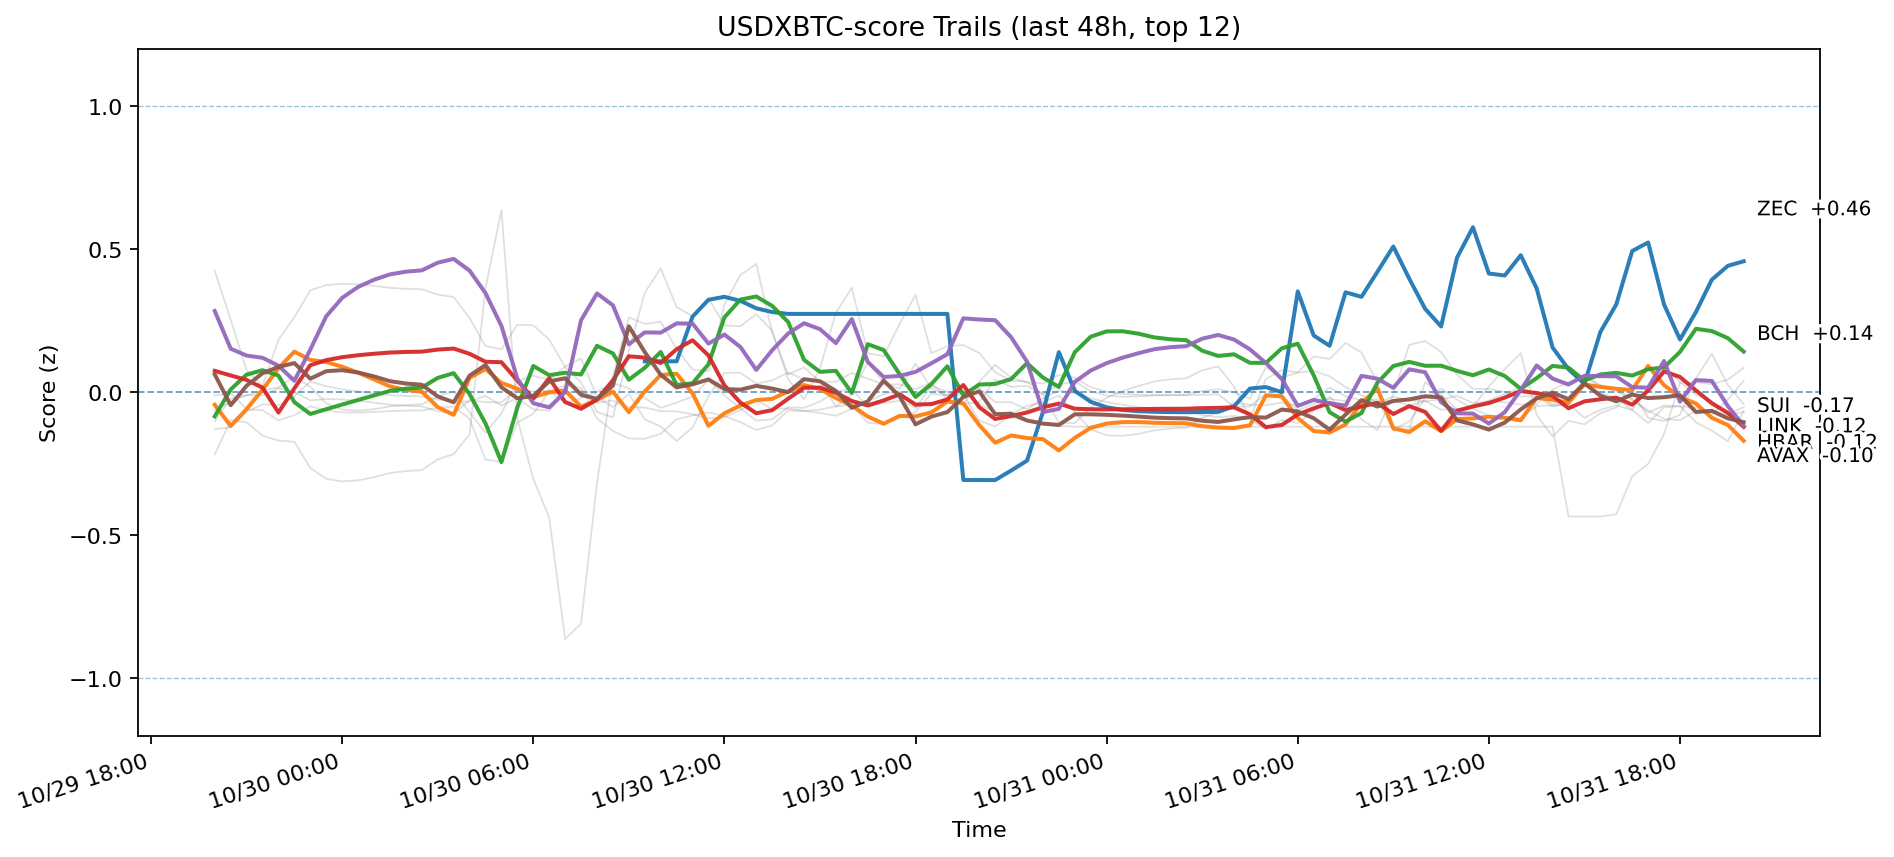 USDXBTC-score Trails (last 48h, top 12)
Score (z)
1.0
0.5
0.0
−0.5
−1.0
ZEC +0.46
BCH +0.14
SUI -0.17
LINK -0.12
HBAR -0.12
AVAX -0.10
10/29 18:00
10/30 00:00
10/30 06:00
10/30 12:00
10/30 18:00
10/31 00:00
10/31 06:00
10/31 12:00
10/31 18:00
Time